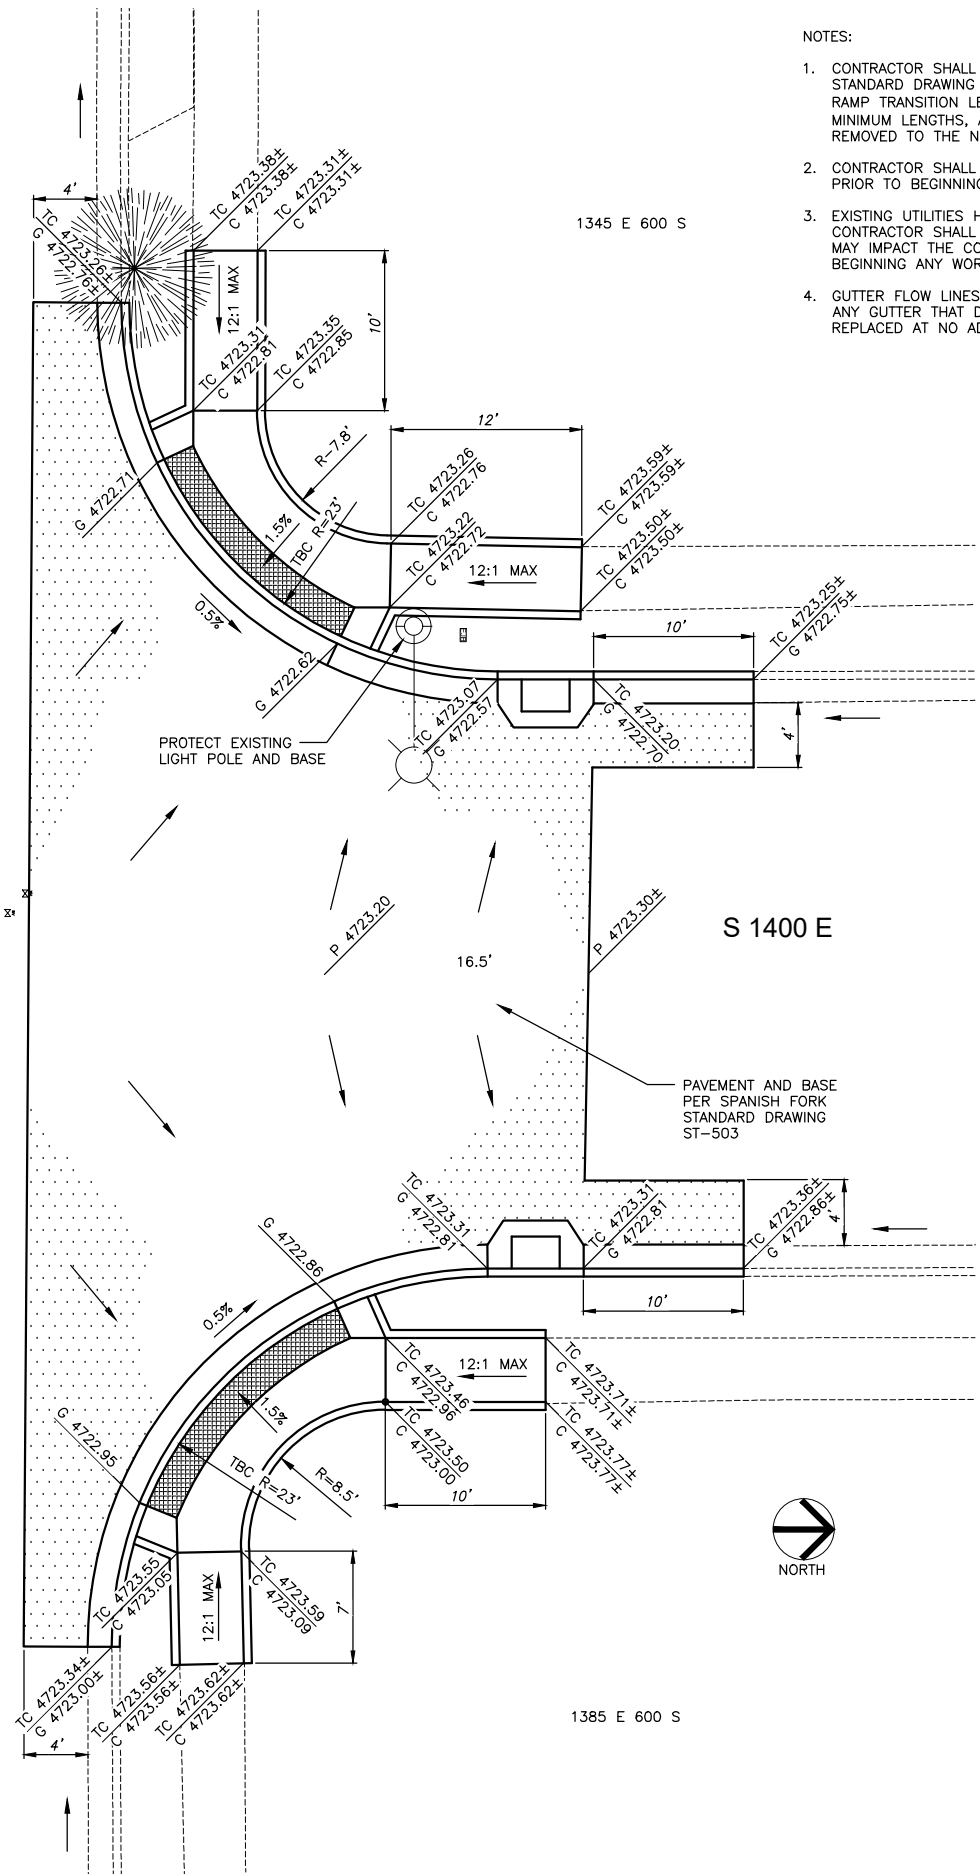 NOTES:
1. CONTRACTOR SHALL
STANDARD DRAWING
RAMP TRANSITION
MINIMUM LENGTHS,
REMOVED TO THE
2. CONTRACTOR SHALL
PRIOR TO BEGINNING
3. EXISTING UTILITIES
CONTRACTOR SHALL
MAY IMPACT THE
BEGINNING ANY
4. GUTTER FLOW LINES
ANY GUTTER THAT
REPLACED AT NO
4'
TC 4723.26±
G 4722.76±
TC 4723.38±
C 4723.38±
TC 4723.31±
C 4723.31±
1345 E 600 S
12:1 MAX
10'
TC 4723.31
C 4722.81
TC 4723.35
C 4722.85
12'
R-7.8'
G 4722.71
TC 4723.26
C 4722.76
TC 4723.59±
C 4723.59±
1.5%
TBC R=23'
TC 4723.22
C 4722.72
TC 4723.50±
C 4723.50±
12:1 MAX
0.5%
10'
TC 4723.25±
G 4722.75±
G 4722.62
TC 4723.07
G 4722.57
TC 4723.20
G 4722.70
4'
PROTECT EXISTING
LIGHT POLE AND BASE
P 4723.20
P 4723.30±
S 1400 E
16.5'
PAVEMENT AND BASE
PER SPANISH FORK
STANDARD DRAWING
ST-503
TC 4723.31
G 4722.81
TC 4723.31
G 4722.81
TC 4723.36±
G 4722.86±
4'
G 4722.86
0.5%
10'
12:1 MAX
TC 4723.46
C 4722.96
TC 4723.71±
C 4723.71±
1.5%
G 4722.95
TC 4723.50
C 4723.00
TC 4723.77±
C 4723.77±
TBC R=23'
R=8.5'
10'
NORTH
TC 4723.55
C 4723.05
TC 4723.59
C 4723.09
12:1 MAX
7'
TC 4723.34±
G 4723.00±
TC 4723.56±
C 4723.56±
TC 4723.62±
C 4723.62±
1385 E 600 S
4'